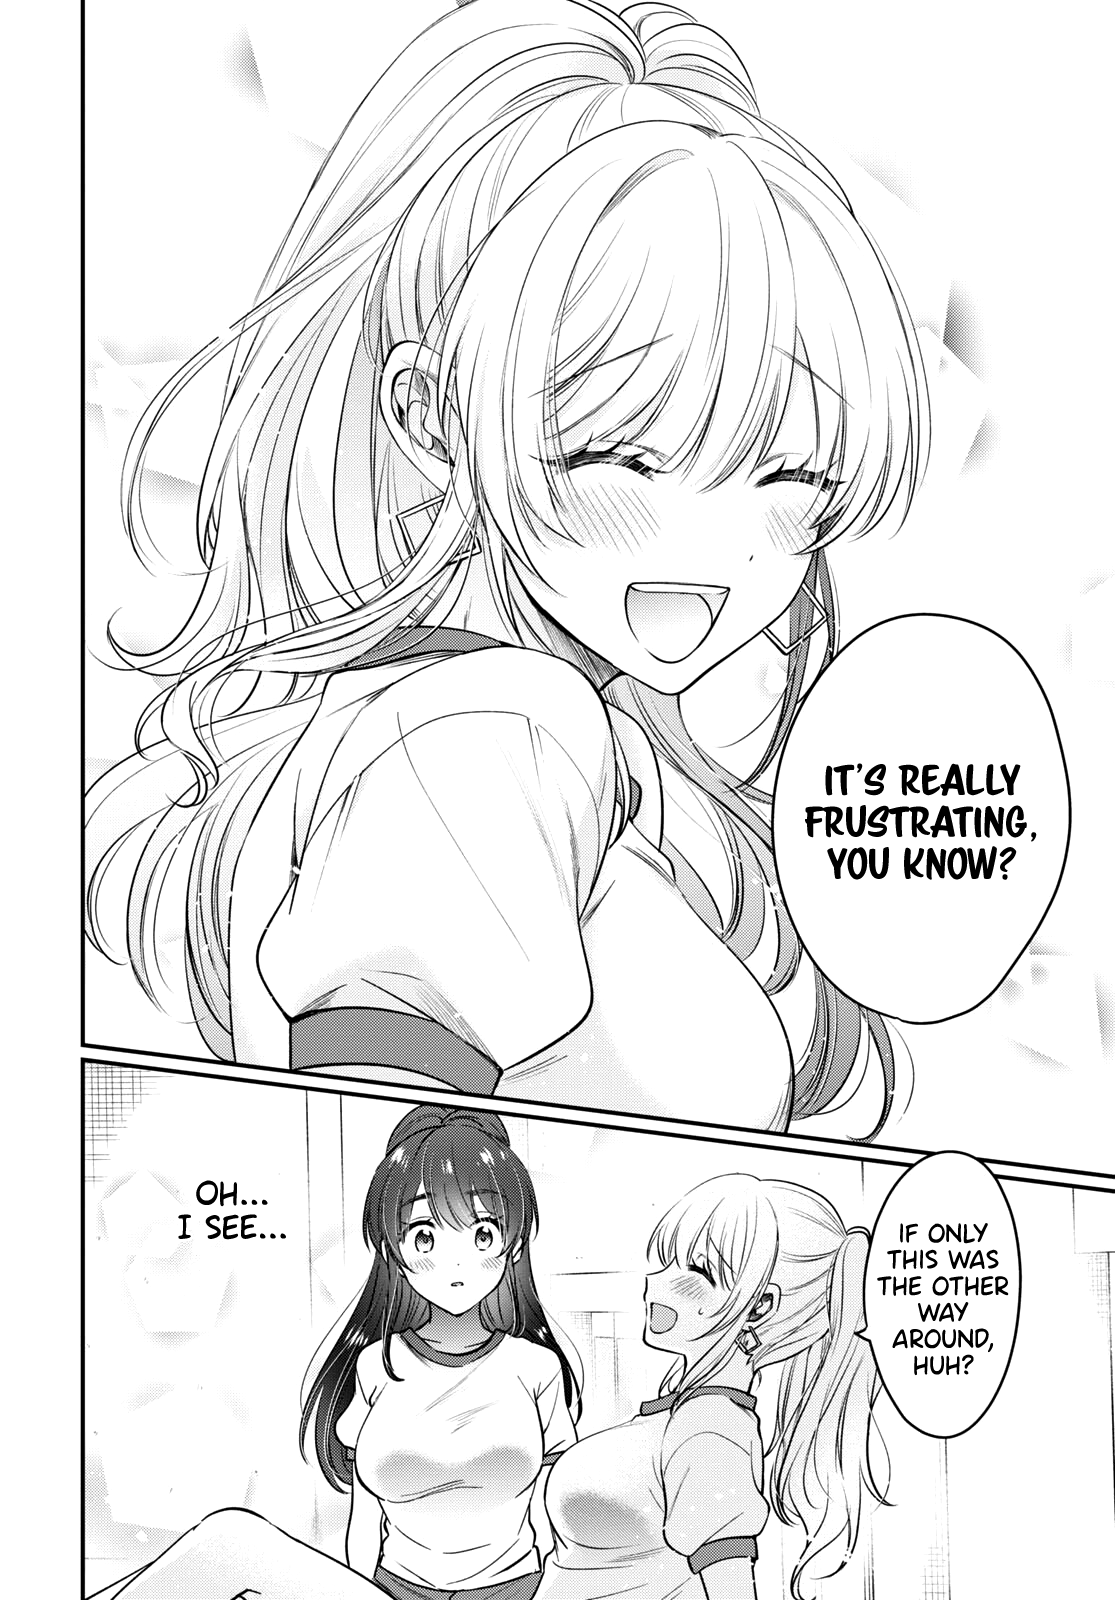 IT'S REALLY
FRUSTRATING,
YOU KNOW?
OH...
I SEE...
IF ONLY
THIS WAS
THE OTHER
WAY
AROUND,
HUH?